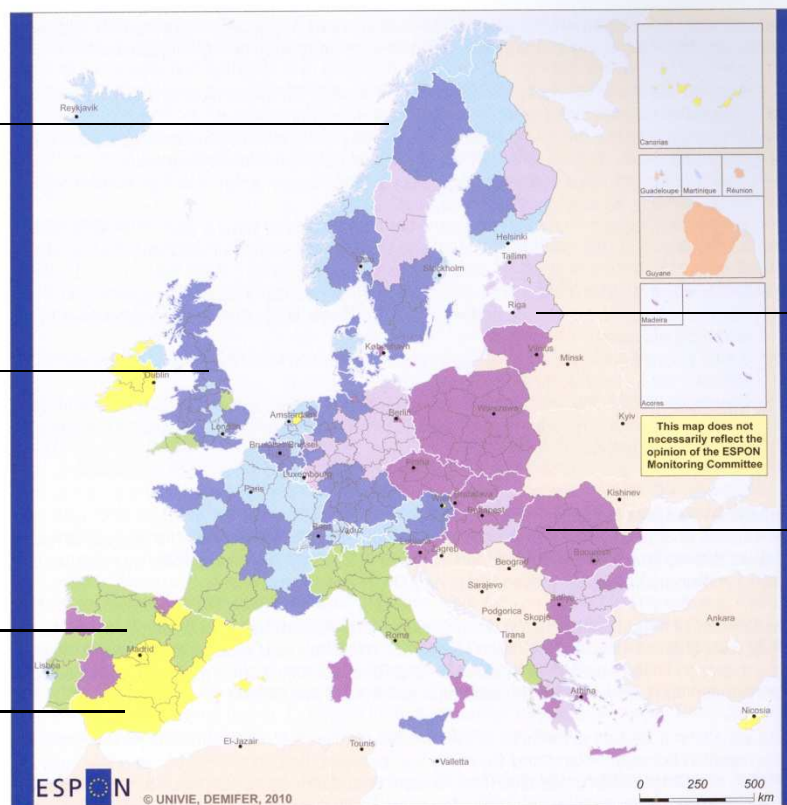 Reykjavik
Canarias
Guadeloupe
Martinique
Réunion
Guyane
Helsinki
Tallinn
Stockholm
Riga
Madeira
Acores
København
Vilnius
Minsk
Dublin
This map does not
necessarily reflect the
opinion of the ESPON
Monitoring Committee
Amsterdam
Berlin
Warszawa
London
Kyiv
Luxembourg
Paris
Kishinev
Budapest
Vaduz
Zagreb
Beograd
Bucuresti
Sarajevo
Podgorica
Skopje
Sofiya
Roma
Tirana
Ankara
Madrid
Lisboa
Athina
Nicosia
El-Jazair
Tounis
Valletta
ESPON
© UNIVIE, DEMIFER, 2010
0 250 500
km